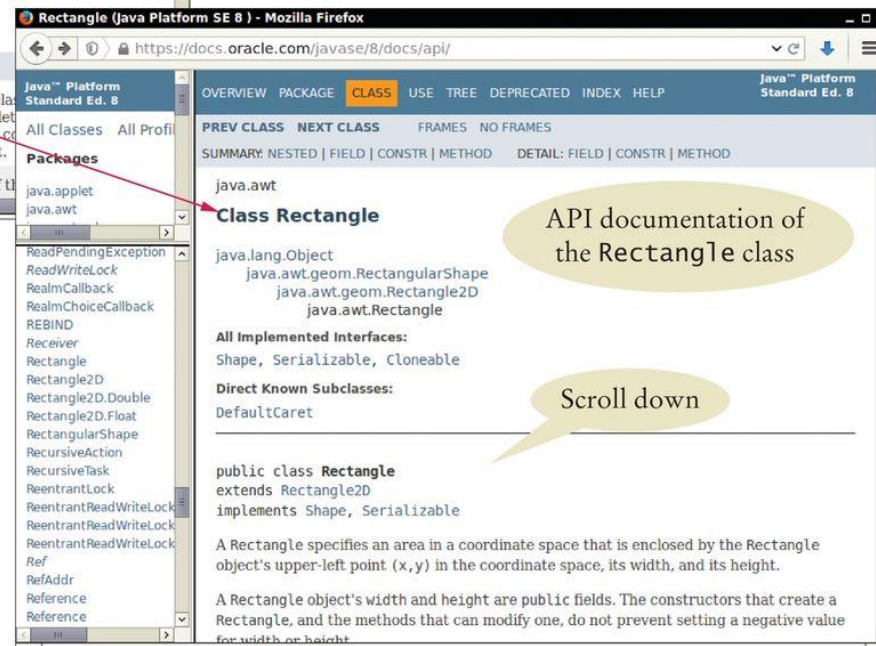 Rectangle (Java Platform SE 8 ) - Mozilla Firefox
https://docs.oracle.com/javase/8/docs/api/
Java™ Platform
Standard Ed. 8
All Classes All Profi
Packages
java.applet
java.awt
ReadPendingException
ReadWriteLock
RealmCallback
RealmChoiceCallback
REBIND
Receiver
Rectangle
Rectangle2D
Rectangle2D.Double
Rectangle2D.Float
RectangularShape
RecursiveAction
RecursiveTask
ReentrantLock
ReentrantReadWriteLock
ReentrantReadWriteLock
ReentrantReadWriteLock
Ref
RefAddr
Reference
Reference
OVERVIEW PACKAGE CLASS USE TREE DEPRECATED INDEX HELP
Java™ Platform
Standard Ed. 8
PREV CLASS NEXT CLASS FRAMES NO FRAMES
SUMMARY: NESTED | FIELD | CONSTR | METHOD DETAIL: FIELD | CONSTR | METHOD
java.awt
Class Rectangle
API documentation of
the Rectangle class
java.lang.Object
java.awt.geom.RectangularShape
java.awt.geom.Rectangle2D
java.awt.Rectangle
All Implemented Interfaces:
Shape, Serializable, Cloneable
Direct Known Subclasses:
DefaultCaret
Scroll down
public class Rectangle
extends Rectangle2D
implements Shape, Serializable
A Rectangle specifies an area in a coordinate space that is enclosed by the Rectangle
object's upper-left point (x,y) in the coordinate space, its width, and its height.
A Rectangle object's width and height are public fields. The constructors that create a
Rectangle, and the methods that can modify one, do not prevent setting a negative value
for width or height.